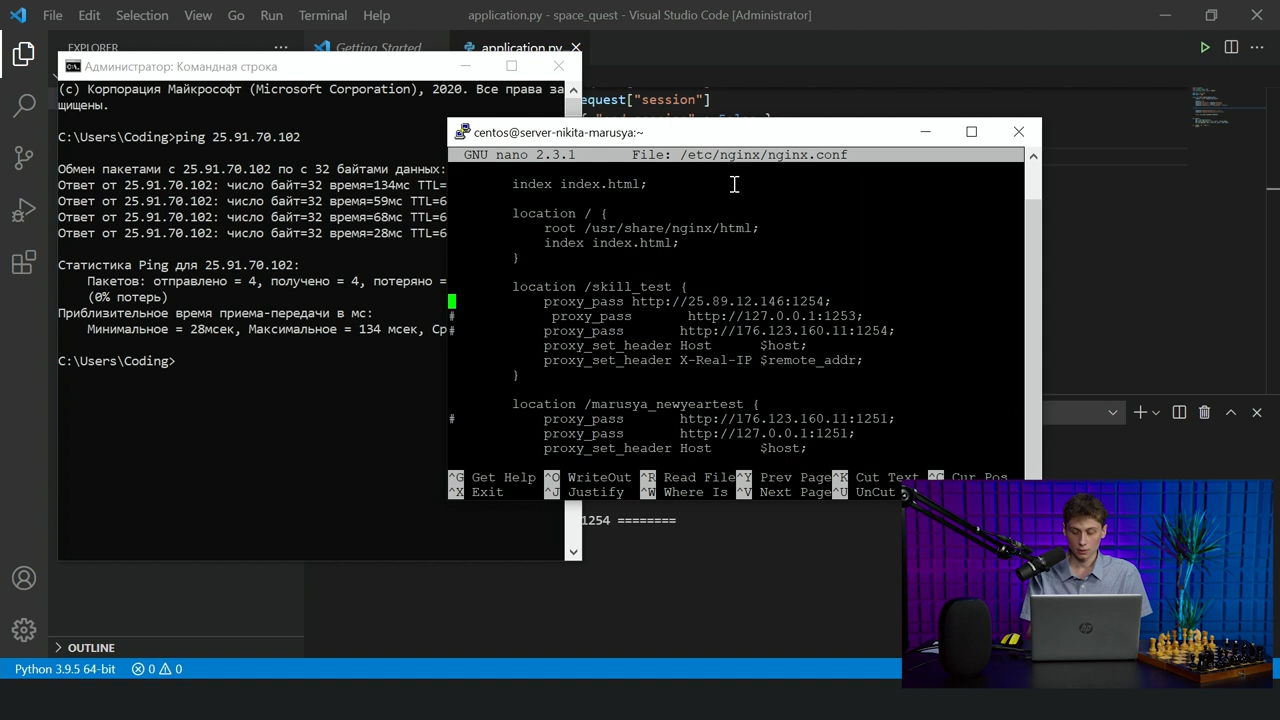 File Edit Selection View Go Run Terminal Help application.py - space_quest - Visual Studio Code [Administrator]
EXPLORER ··· Getting Started application.py
equest["session"]
Администратор: Командная строка
(c) Корпорация Майкрософт (Microsoft Corporation), 2020. Все права за
щищены.
C:\Users\Coding>ping 25.91.70.102
Обмен пакетами с 25.91.70.102 по с 32 байтами данных:
Ответ от 25.91.70.102: число байт=32 время=134мс TTL=6
Ответ от 25.91.70.102: число байт=32 время=59мс TTL=6
Ответ от 25.91.70.102: число байт=32 время=68мс TTL=6
Ответ от 25.91.70.102: число байт=32 время=28мс TTL=6
Статистика Ping для 25.91.70.102:
Пакетов: отправлено = 4, получено = 4, потеряно =
(0% потерь)
Приблизительное время приема-передачи в мс:
Минимальное = 28мсек, Максимальное = 134 мсек, Ср
C:\Users\Coding>
centos@server-nikita-marusya:~
GNU nano 2.3.1 File: /etc/nginx/nginx.conf
index index.html;
location / {
root /usr/share/nginx/html;
index index.html;
}
location /skill_test {
proxy_pass http://25.89.12.146:1254;
# proxy_pass http://127.0.0.1:1253;
# proxy_pass http://176.123.160.11:1254;
proxy_set_header Host $host;
proxy_set_header X-Real-IP $remote_addr;
}
location /marusya_newyeartest {
# proxy_pass http://176.123.160.11:1251;
proxy_pass http://127.0.0.1:1251;
proxy_set_header Host $host;
^G Get Help ^O WriteOut ^R Read File ^Y Prev Page ^K Cut Text ^C Cur Pos
^X Exit ^J Justify ^W Where Is ^V Next Page ^U UnCut
1254 ========
OUTLINE
Python 3.9.5 64-bit 0 0
hp